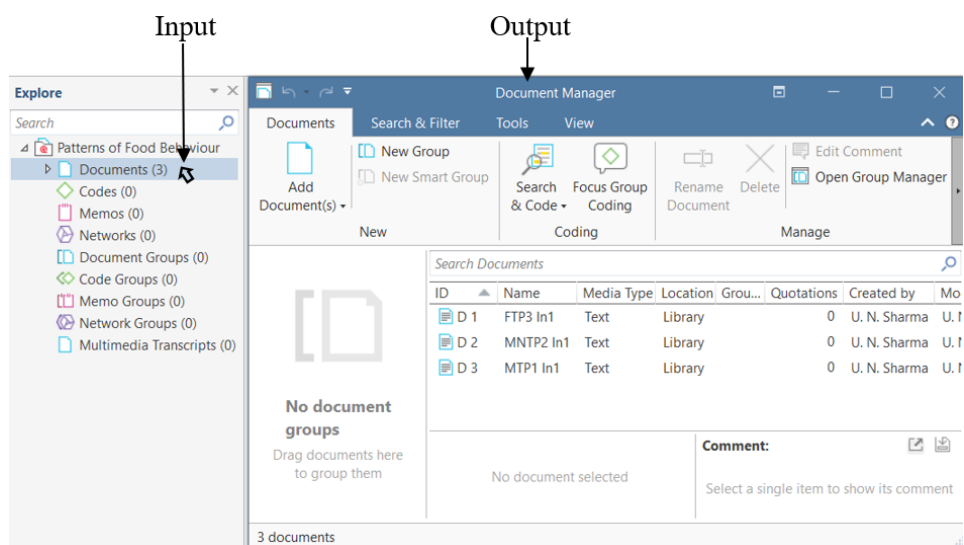 Input
Output
Explore
Search
Patterns of Food Behaviour
Documents (3)
Codes (0)
Memos (0)
Networks (0)
Document Groups (0)
Code Groups (0)
Memo Groups (0)
Network Groups (0)
Multimedia Transcripts (0)
Document Manager
Documents Search & Filter Tools View
Add
Document(s)
New Group
New Smart Group
New
Search
& Code
Focus Group
Coding
Coding
Rename
Document
Delete
Edit Comment
Open Group Manager
Manage
No document
groups
Drag documents here
to group them
Search Documents
ID Name Media Type Location Grou... Quotations Created by Mo
D 1 FTP3 In1 Text Library 0 U. N. Sharma U.
D 2 MNTP2 In1 Text Library 0 U. N. Sharma U.
D 3 MTP1 In1 Text Library 0 U. N. Sharma U.
No document selected
Comment:
Select a single item to show its comment
3 documents